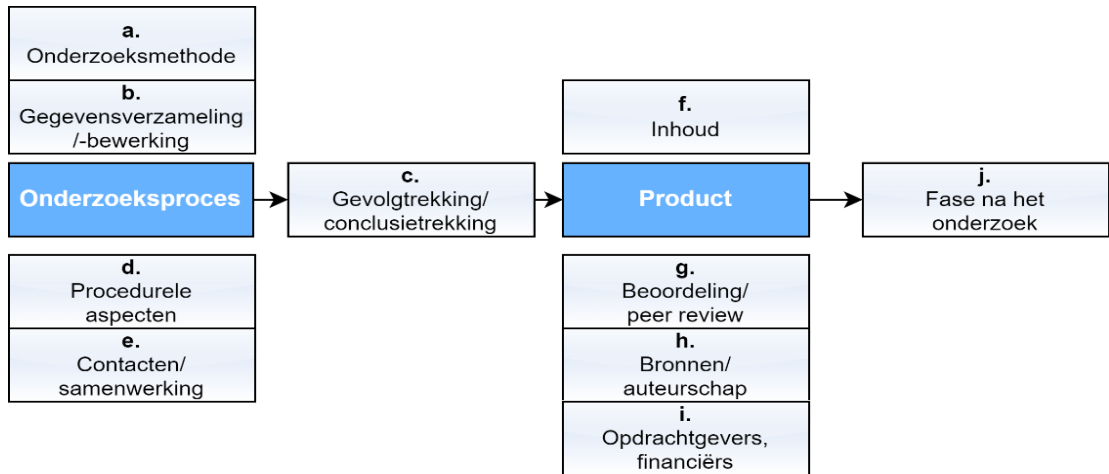 a.
Onderzoeksmethode
b.
Gegevensverzameling
/-bewerking
Onderzoeksproces
d.
Procedurele
aspecten
e.
Contacten/
samenwerking
c.
Gevolgtrekking/
conclusietrekking
f.
Inhoud
Product
g.
Beoordeling/
peer review
h.
Bronnen/
auteurschap
i.
Opdrachtgevers,
financiërs
j.
Fase na het
onderzoek